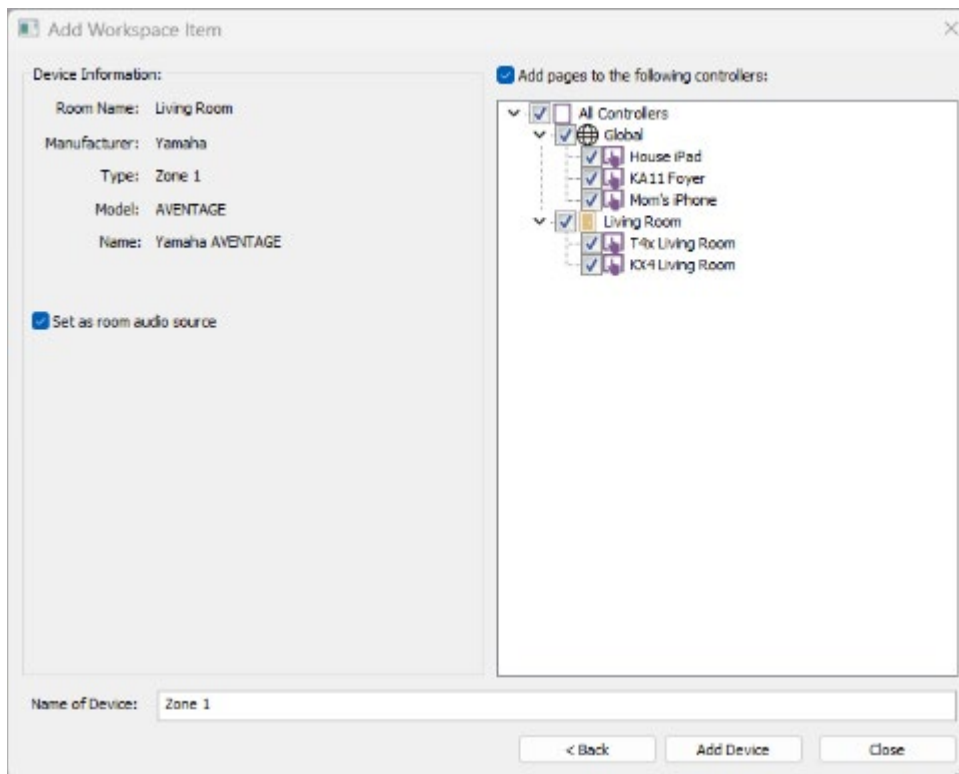 Add Workspace Item
Device Information:
Room Name: Living Room
Manufacturer: Yamaha
Type: Zone 1
Model: AVENTAGE
Name: Yamaha AVENTAGE
Set as room audio source
Add pages to the following controllers:
All Controllers
Global
House iPad
KA11 Foyer
Mom's iPhone
Living Room
T4x Living Room
KX4 Living Room
Name of Device: Zone 1
< Back
Add Device
Close